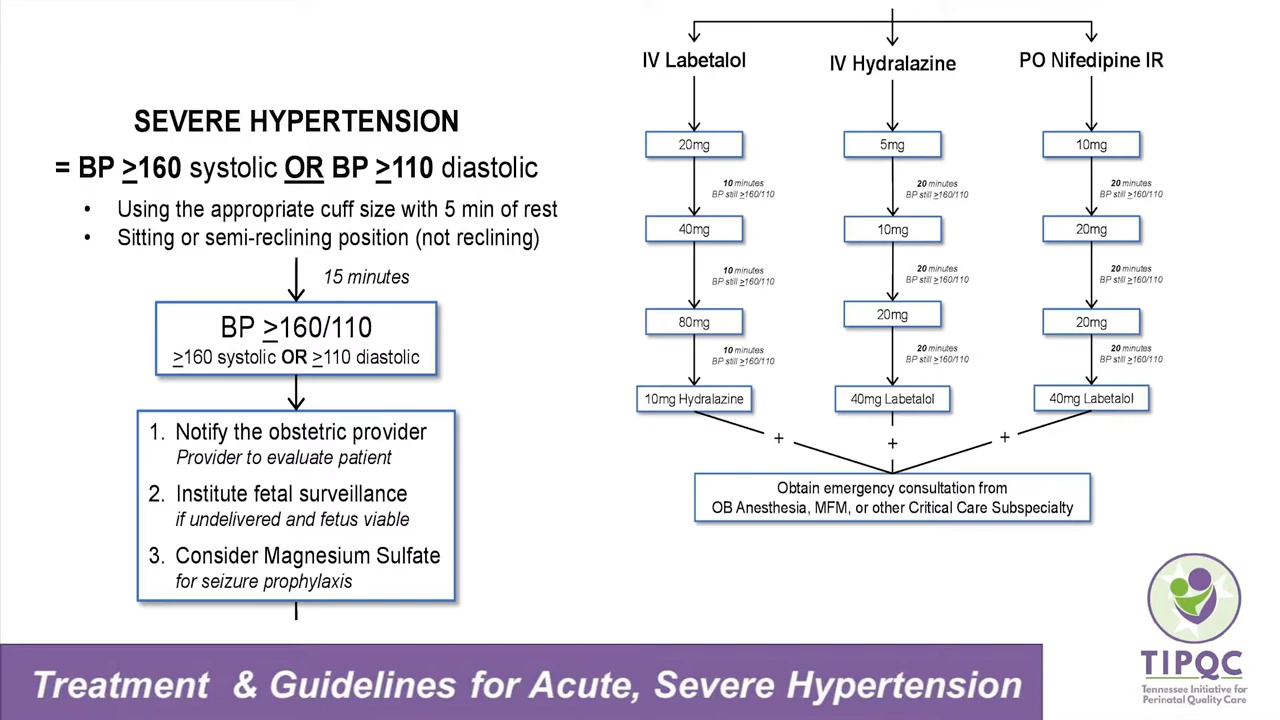 SEVERE HYPERTENSION
= BP ≥160 systolic OR BP ≥110 diastolic
• Using the appropriate cuff size with 5 min of rest
• Sitting or semi-reclining position (not reclining)
15 minutes
BP ≥160/110
≥160 systolic OR ≥110 diastolic
1. Notify the obstetric provider
Provider to evaluate patient
2. Institute fetal surveillance
if undelivered and fetus viable
3. Consider Magnesium Sulfate
for seizure prophylaxis
IV Labetalol
20mg
10 minutes
BP still ≥160/110
40mg
10 minutes
BP still ≥160/110
80mg
10 minutes
BP still ≥160/110
10mg Hydralazine
IV Hydralazine
5mg
20 minutes
BP still ≥160/110
10mg
20 minutes
BP still ≥160/110
20mg
20 minutes
BP still ≥160/110
40mg Labetalol
PO Nifedipine IR
10mg
20 minutes
BP still ≥160/110
20mg
20 minutes
BP still ≥160/110
20mg
20 minutes
BP still ≥160/110
40mg Labetalol
+ + +
Obtain emergency consultation from
OB Anesthesia, MFM, or other Critical Care Subspecialty
Treatment & Guidelines for Acute, Severe Hypertension
TIPQC
Tennessee Initiative for
Perinatal Quality Care